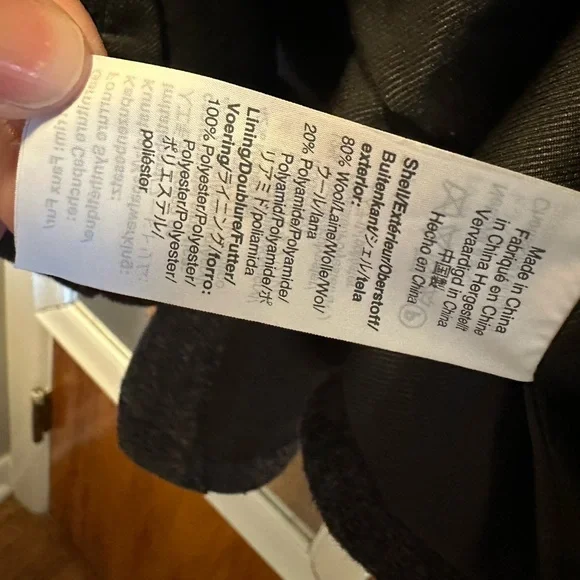 Made in China
Fabriqué en Chine
in China Hergestellt
Vervaardigd in China
中国製
Hecho en China
Shell/Extérieur/Oberstoff/
Buitenkant/シェル/tela
exterior:
80% Wool/Laine/Wolle/Wol/
ウール/lana
20% Polyamide/Polyamide/
Polyamid/Polyamide/ポ
リアミド/poliamida
Lining/Doublure/Futter/
Voering/ライニング/forro:
100% Polyester/Polyester/
Polyester/Polyester/
ポリエステル/
poliéster